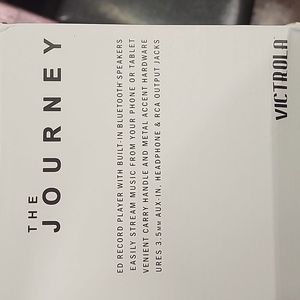 THE
JOURNEY
ED RECORD PLAYER WITH BUILT-IN BLUETOOTH SPEAKERS
EASILY STREAM MUSIC FROM YOUR PHONE OR TABLET
VENIENT CARRY HANDLE AND METAL ACCENT HARDWARE
URES 3.5MM AUX-IN, HEADPHONE & RCA OUTPUT JACKS
VICTROLA